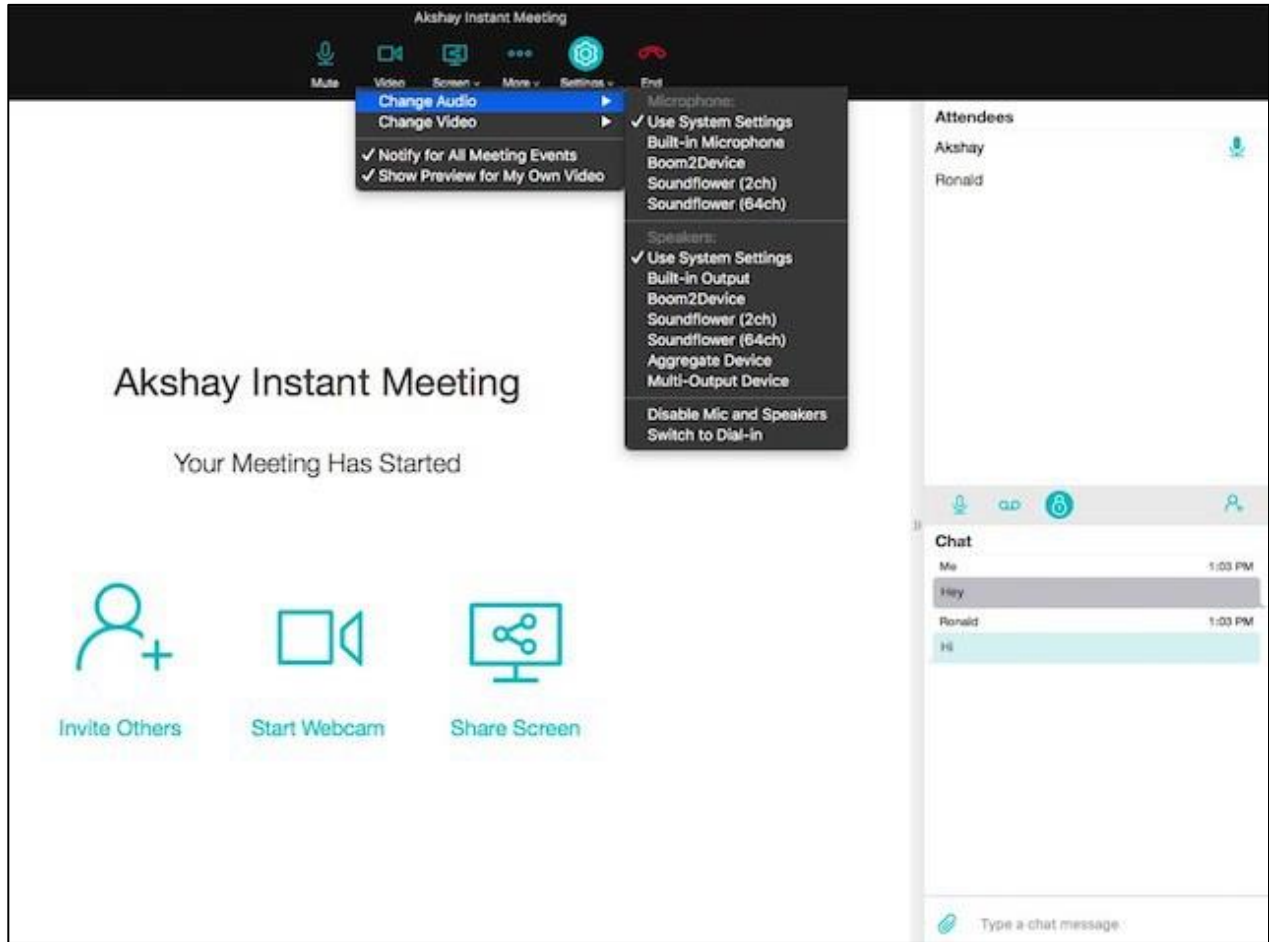 Akshay Instant Meeting
Mute Video Screen More Settings End
Change Audio
Change Video
✓ Notify for All Meeting Events
✓ Show Preview for My Own Video
Microphone:
✓ Use System Settings
Built-in Microphone
Boom2Device
Soundflower (2ch)
Soundflower (64ch)
Speakers:
✓ Use System Settings
Built-in Output
Boom2Device
Soundflower (2ch)
Soundflower (64ch)
Aggregate Device
Multi-Output Device
Disable Mic and Speakers
Switch to Dial-in
Akshay Instant Meeting
Your Meeting Has Started
Invite Others Start Webcam Share Screen
Attendees
Akshay
Ronald
Chat
Me 1:03 PM
Hey
Ronald 1:03 PM
Hi
Type a chat message